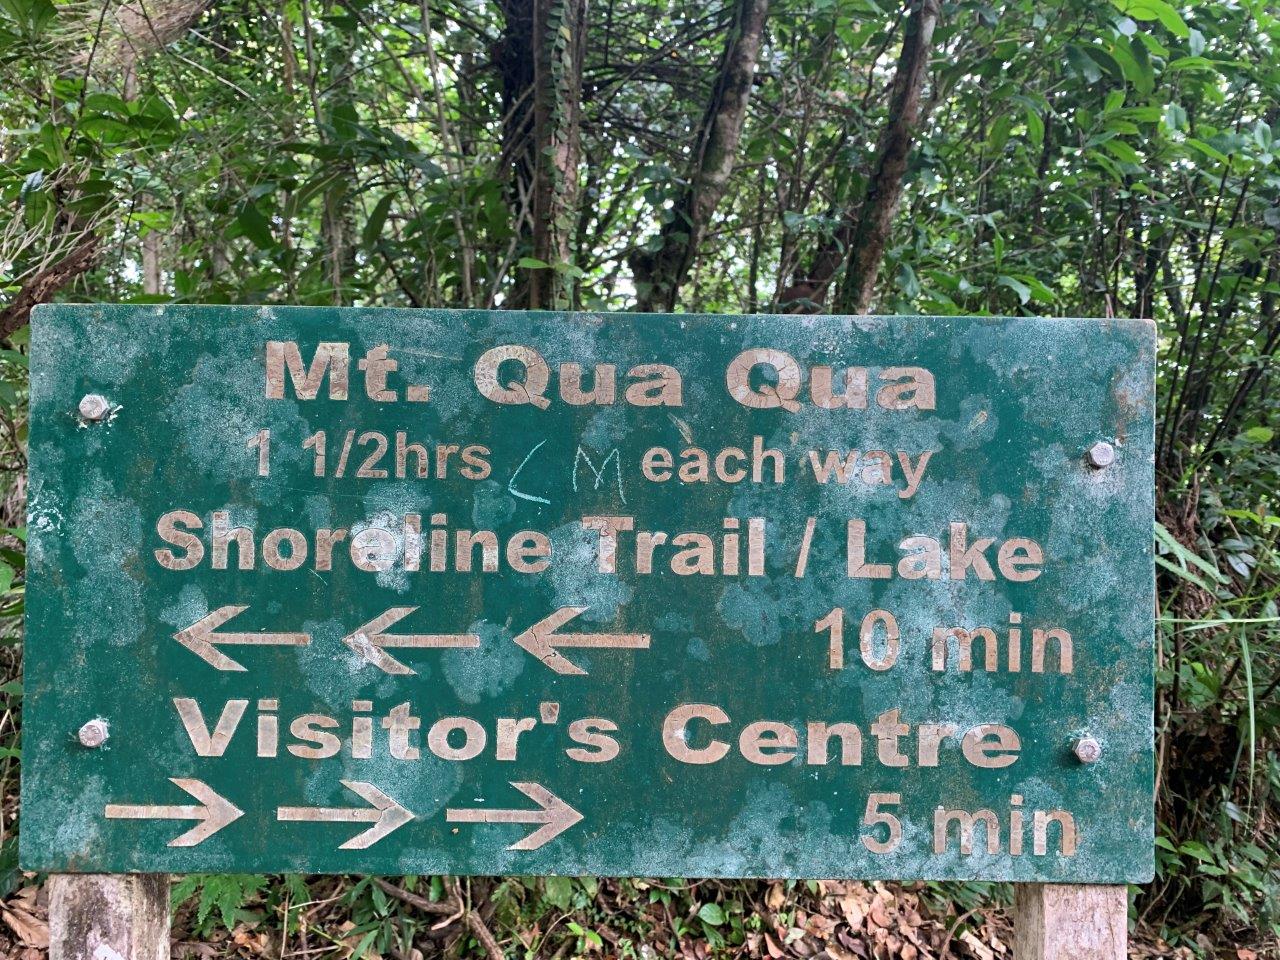 Mt. Qua Qua
1 1/2hrs LM each way
Shoreline Trail / Lake
← ← ← 10 min
Visitor's Centre
→ → → 5 min